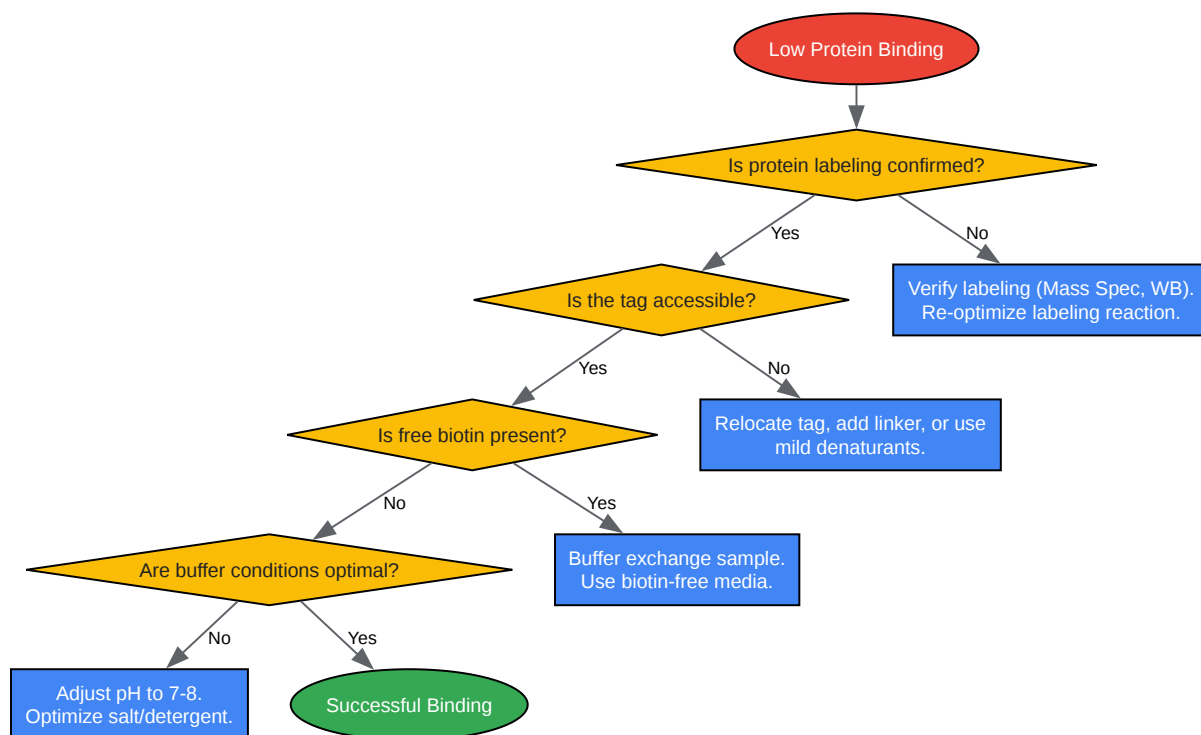 Low Protein Binding
Is protein labeling confirmed?
Yes
No
Is the tag accessible?
Verify labeling (Mass Spec, WB).
Re-optimize labeling reaction.
Yes
No
Is free biotin present?
Relocate tag, add linker, or use
mild denaturants.
No
Yes
Are buffer conditions optimal?
Buffer exchange sample.
Use biotin-free media.
No
Yes
Adjust pH to 7-8.
Optimize salt/detergent.
Successful Binding